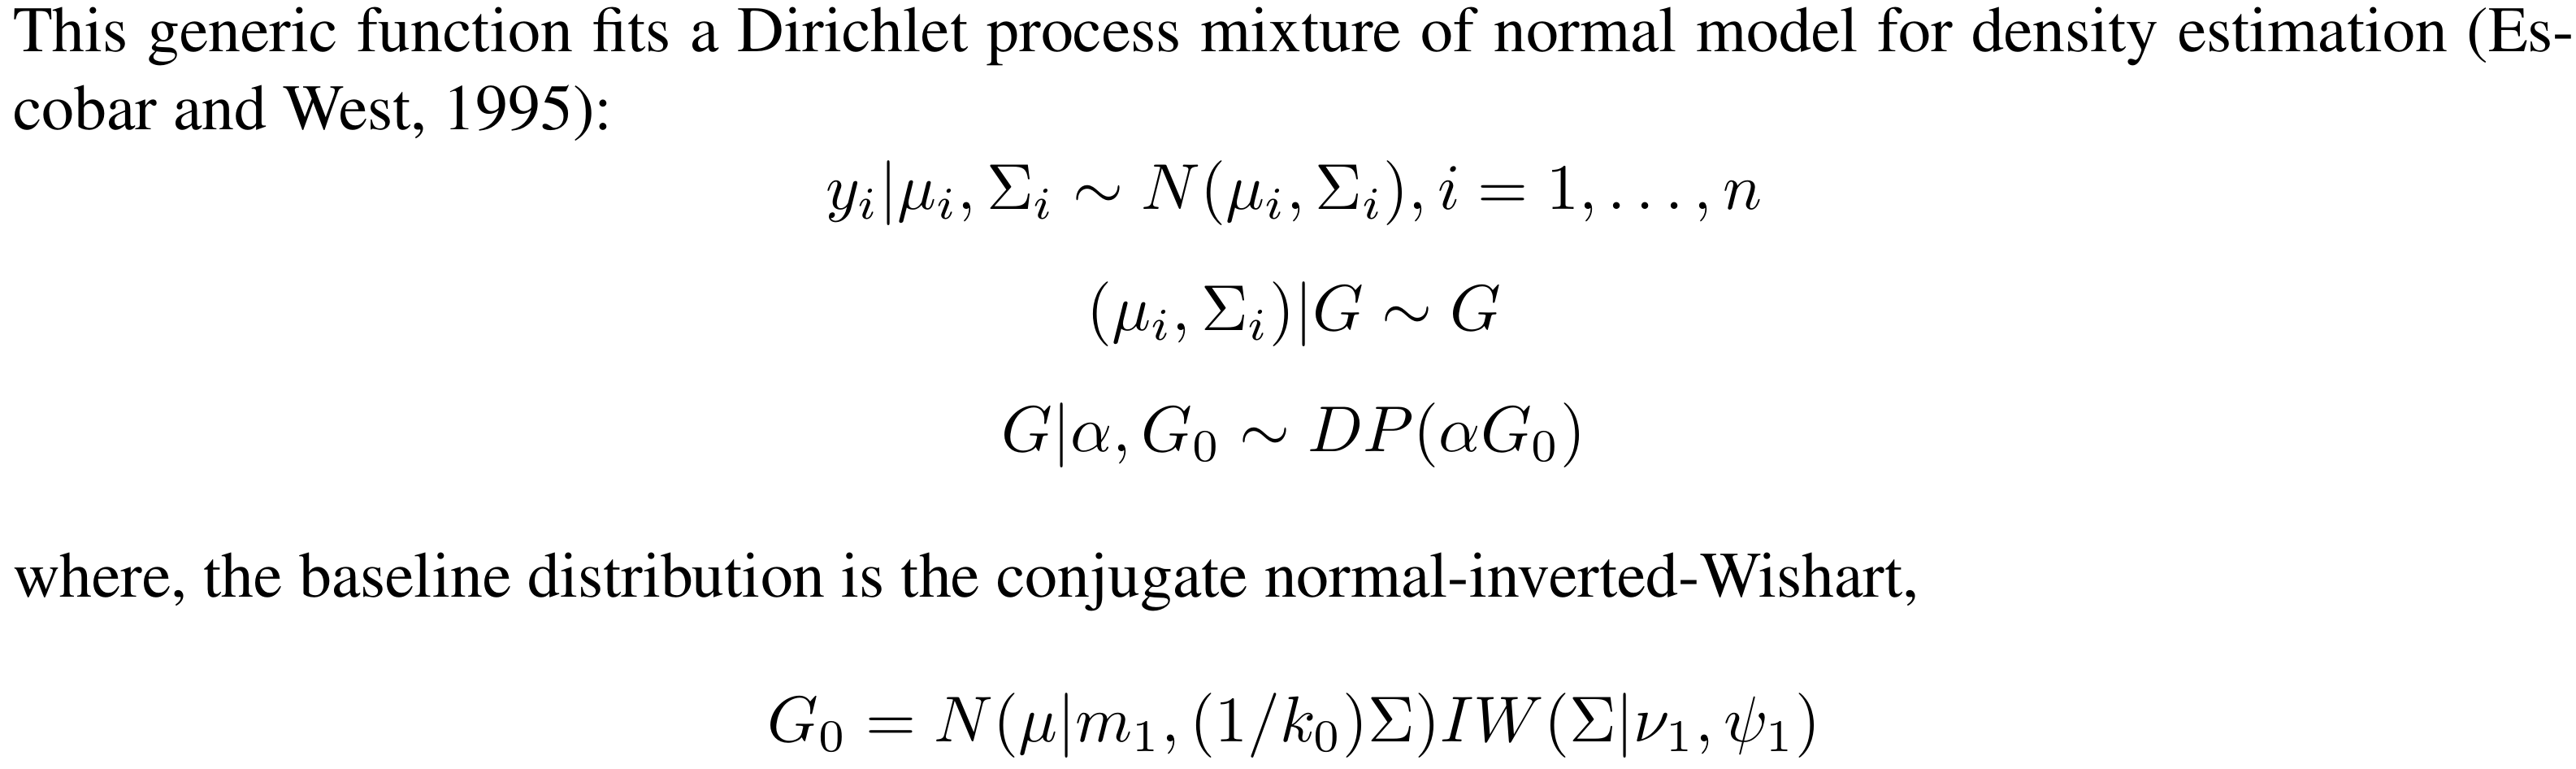 This generic function fits a Dirichlet process mixture of normal model for density estimation (Es-
cobar and West, 1995):
$y_i|\mu_i, \Sigma_i \sim N(\mu_i, \Sigma_i), i = 1, \ldots, n$
$(\mu_i, \Sigma_i)|G \sim G$
$G|\alpha, G_0 \sim DP(\alpha G_0)$
where, the baseline distribution is the conjugate normal-inverted-Wishart,
$G_0 = N(\mu|m_1, (1/k_0)\Sigma)IW(\Sigma|\nu_1, \psi_1)$